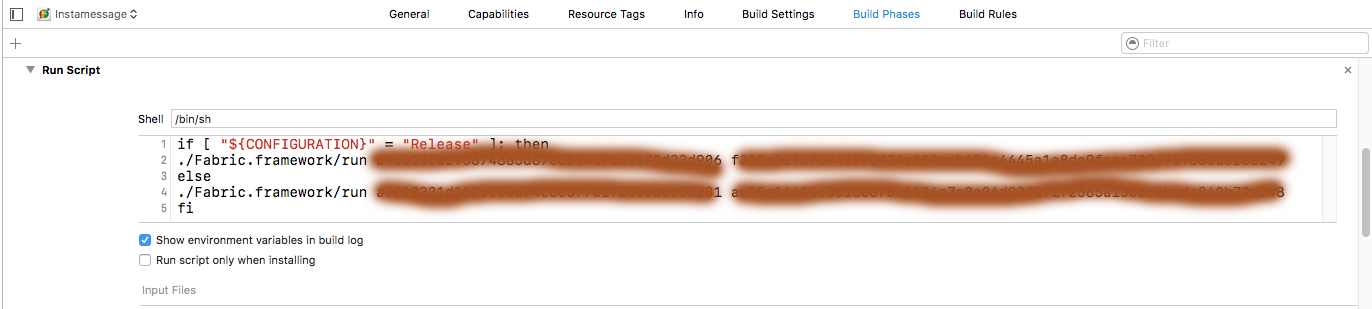 Instamessage
General Capabilities Resource Tags Info Build Settings Build Phases Build Rules
Filter
Run Script
Shell /bin/sh
1 if [ "${CONFIGURATION}" = "Release" ]; then
2 ./Fabric.framework/run
3 else
4 ./Fabric.framework/run
5 fi
Show environment variables in build log
Run script only when installing
Input Files